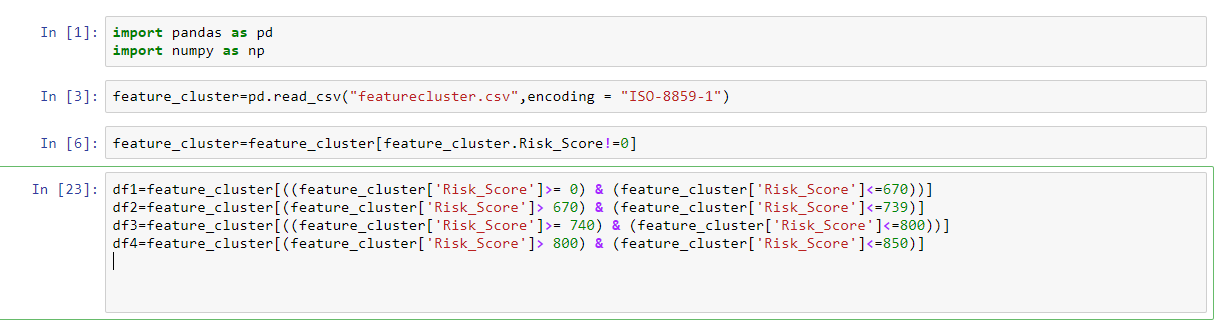 In [1]: import pandas as pd
import numpy as np
In [3]: feature_cluster=pd.read_csv("featurecluster.csv",encoding = "ISO-8859-1")
In [6]: feature_cluster=feature_cluster[feature_cluster.Risk_Score!=0]
In [23]: df1=feature_cluster[((feature_cluster['Risk_Score']>= 0) & (feature_cluster['Risk_Score']<=670))]
df2=feature_cluster[(feature_cluster['Risk_Score']> 670) & (feature_cluster['Risk_Score']<=739)]
df3=feature_cluster[((feature_cluster['Risk_Score']>= 740) & (feature_cluster['Risk_Score']<=800))]
df4=feature_cluster[(feature_cluster['Risk_Score']> 800) & (feature_cluster['Risk_Score']<=850)]